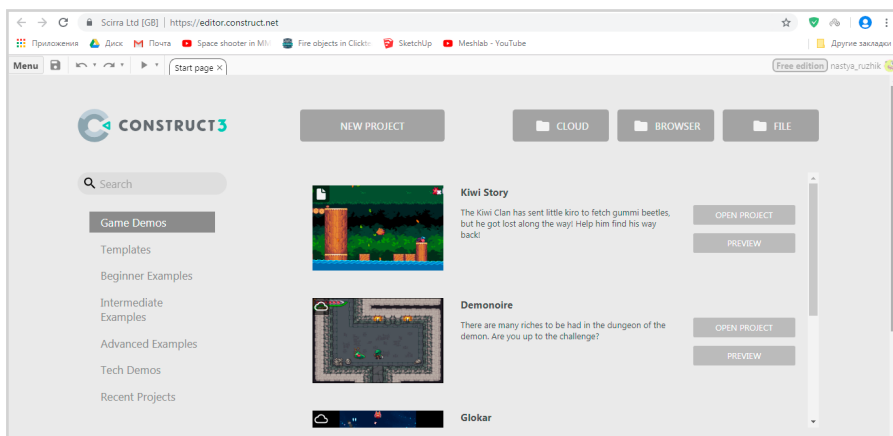 Scirra Ltd [GB] | https://editor.construct.net
Приложения Диск Почта Space shooter in MM Fire objects in Clickte SketchUp Meshlab - YouTube Другие закладки
Menu Start page × Free edition nastya_ruzhik
CONSTRUCT3 NEW PROJECT CLOUD BROWSER FILE
Search
Game Demos
Templates
Beginner Examples
Intermediate
Examples
Advanced Examples
Tech Demos
Recent Projects
Kiwi Story
The Kiwi Clan has sent little kiro to fetch gummi beetles,
but he got lost along the way! Help him find his way
back!
OPEN PROJECT
PREVIEW
Demonoire
There are many riches to be had in the dungeon of the
demon. Are you up to the challenge?
OPEN PROJECT
PREVIEW
Glokar